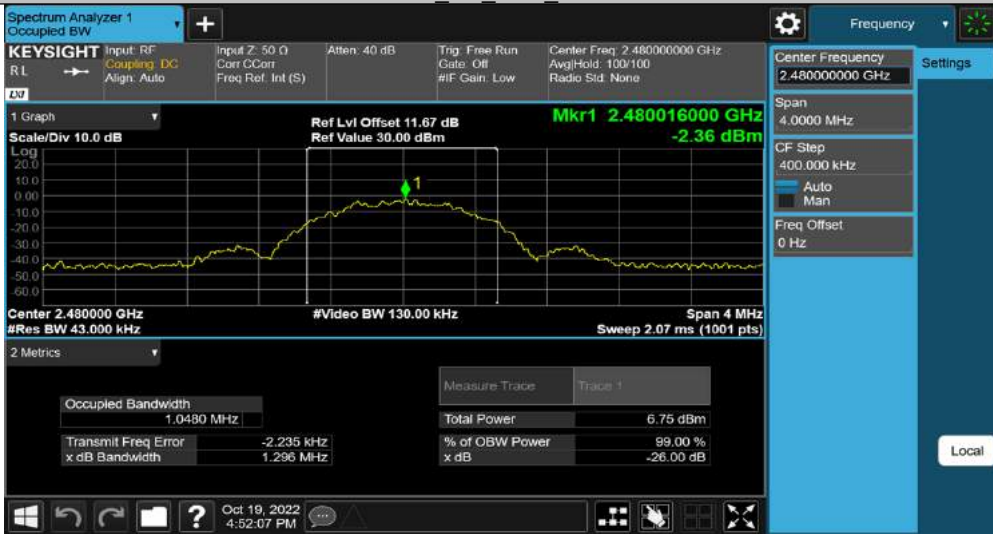 Spectrum Analyzer 1
Occupied BW
+
Frequency
KEYSIGHT
RL
LXI
Input: RF
Coupling: DC
Align: Auto
Input Z: 50 Ω
Corr CCorr
Freq Ref: Int (S)
Atten: 40 dB
Trig: Free Run
Gate: Off
#IF Gain: Low
Center Freq: 2.480000000 GHz
Avg|Hold: 100/100
Radio Std: None
Center Frequency
2.480000000 GHz
Settings
Span
4.0000 MHz
CF Step
400.000 kHz
Auto
Man
Freq Offset
0 Hz
1 Graph
Scale/Div 10.0 dB
Ref Lvl Offset 11.67 dB
Ref Value 30.00 dBm
Mkr1 2.480016000 GHz
-2.36 dBm
Log
20.0
10.0
0.00
-10.0
-20.0
-30.0
-40.0
-50.0
-60.0
1
Center 2.480000 GHz
#Res BW 43.000 kHz
#Video BW 130.00 kHz
Span 4 MHz
Sweep 2.07 ms (1001 pts)
2 Metrics
Measure Trace
Trace 1
Occupied Bandwidth
1.0480 MHz
Total Power
6.75 dBm
Transmit Freq Error
-2.235 kHz
% of OBW Power
99.00 %
x dB Bandwidth
1.296 MHz
x dB
-26.00 dB
Local
?
Oct 19, 2022
4:52:07 PM